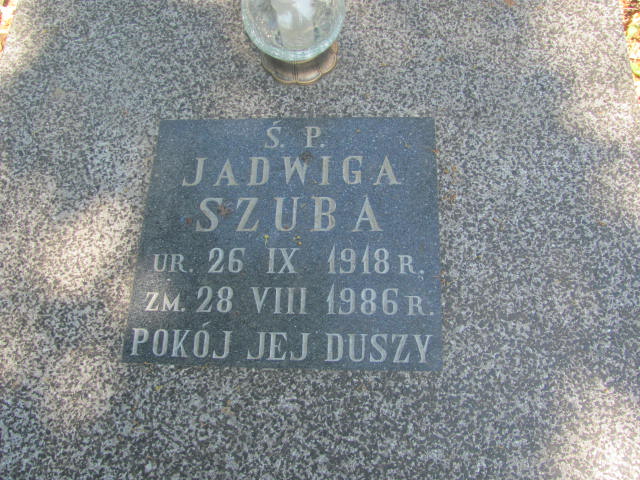 Ś. P.
JADWIGA
SZUBA
UR. 26 IX 1918 R.
ZM. 28 VIII 1986 R.
POKÓJ JEJ DUSZY